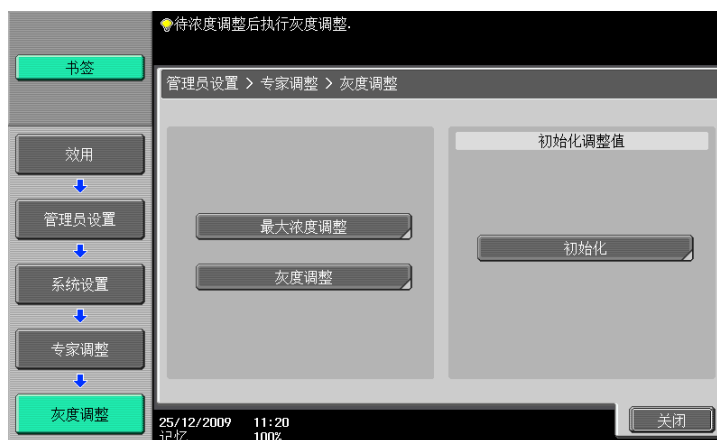 待浓度调整后执行灰度调整.
书签
管理员设置 > 专家调整 > 灰度调整
效用
管理员设置
系统设置
专家调整
灰度调整
最大浓度调整
灰度调整
初始化调整值
初始化
25/12/2009 11:20
记忆 100%
关闭